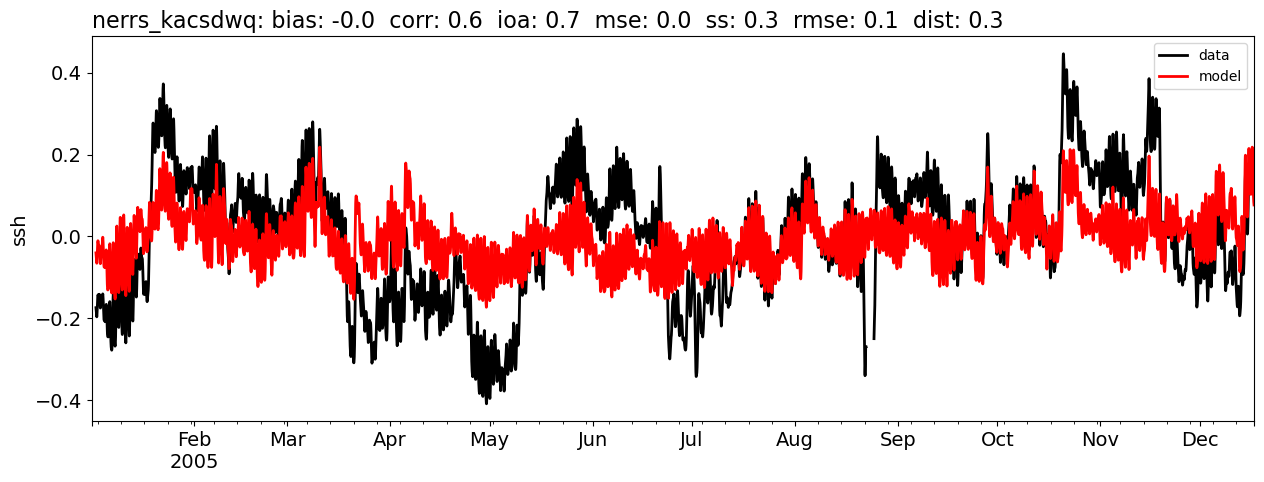 nerrs_kacsdwq: bias: -0.0  corr: 0.6  ioa: 0.7  mse: 0.0  ss: 0.3  rmse: 0.1  dist: 0.3
data
model
ssh
0.4
0.2
0.0
−0.2
−0.4
Feb Mar Apr May Jun Jul Aug Sep Oct Nov Dec
2005